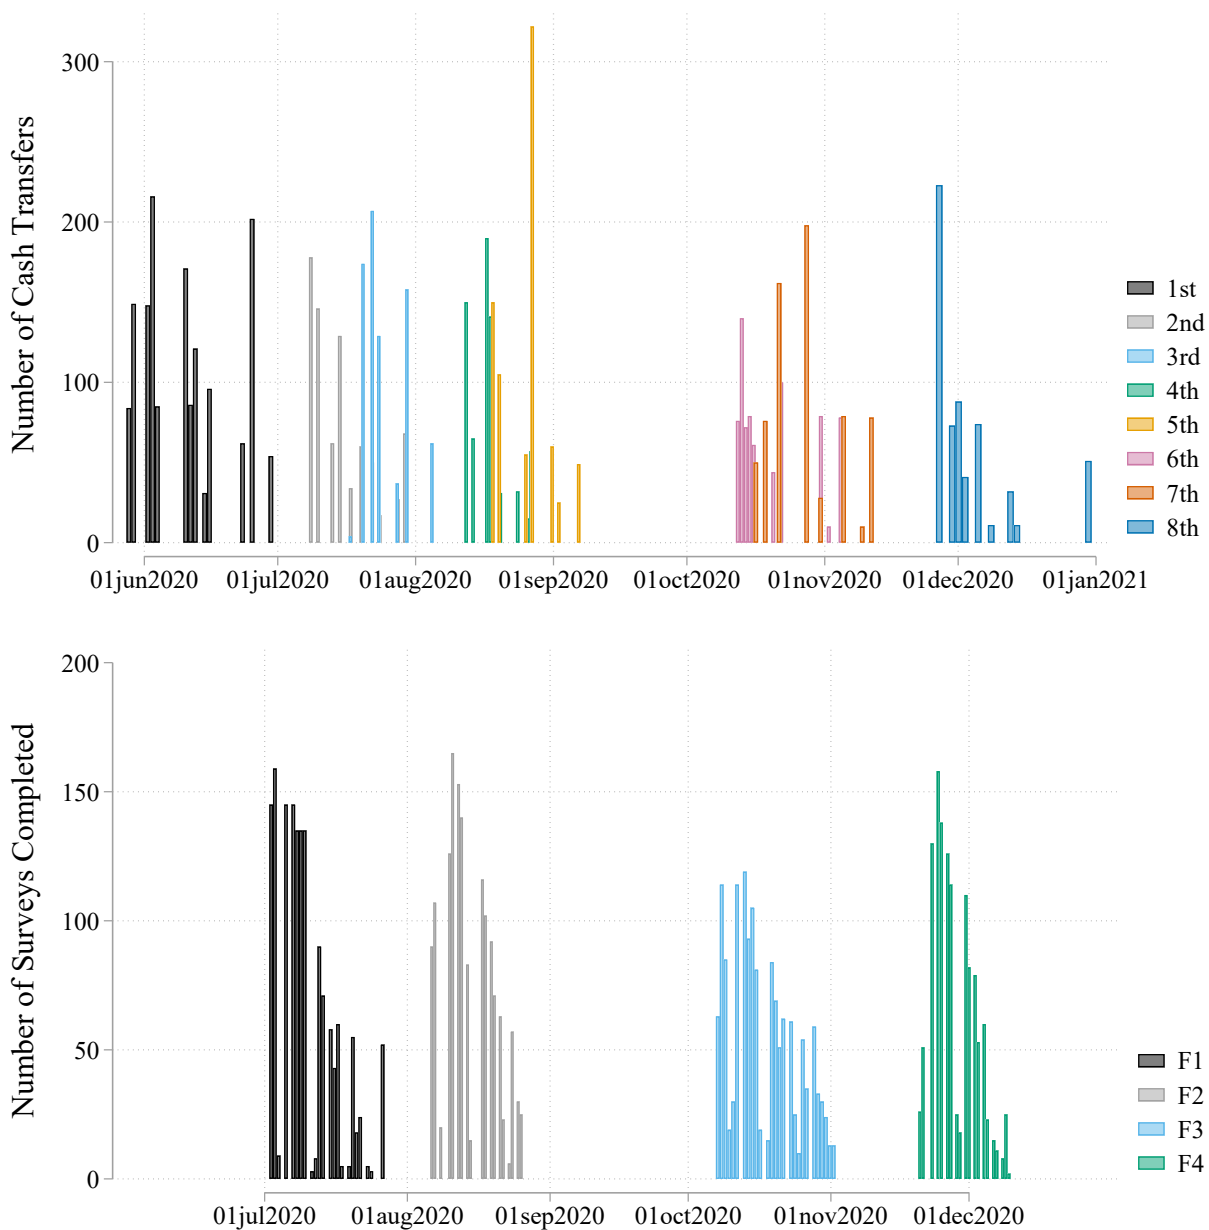 Number of Cash Transfers
300
200
100
0
01jun2020 01jul2020 01aug2020 01sep2020 01oct2020 01nov2020 01dec2020 01jan2021
1st
2nd
3rd
4th
5th
6th
7th
8th
Number of Surveys Completed
200
150
100
50
0
01jul2020 01aug2020 01sep2020 01oct2020 01nov2020 01dec2020
F1
F2
F3
F4